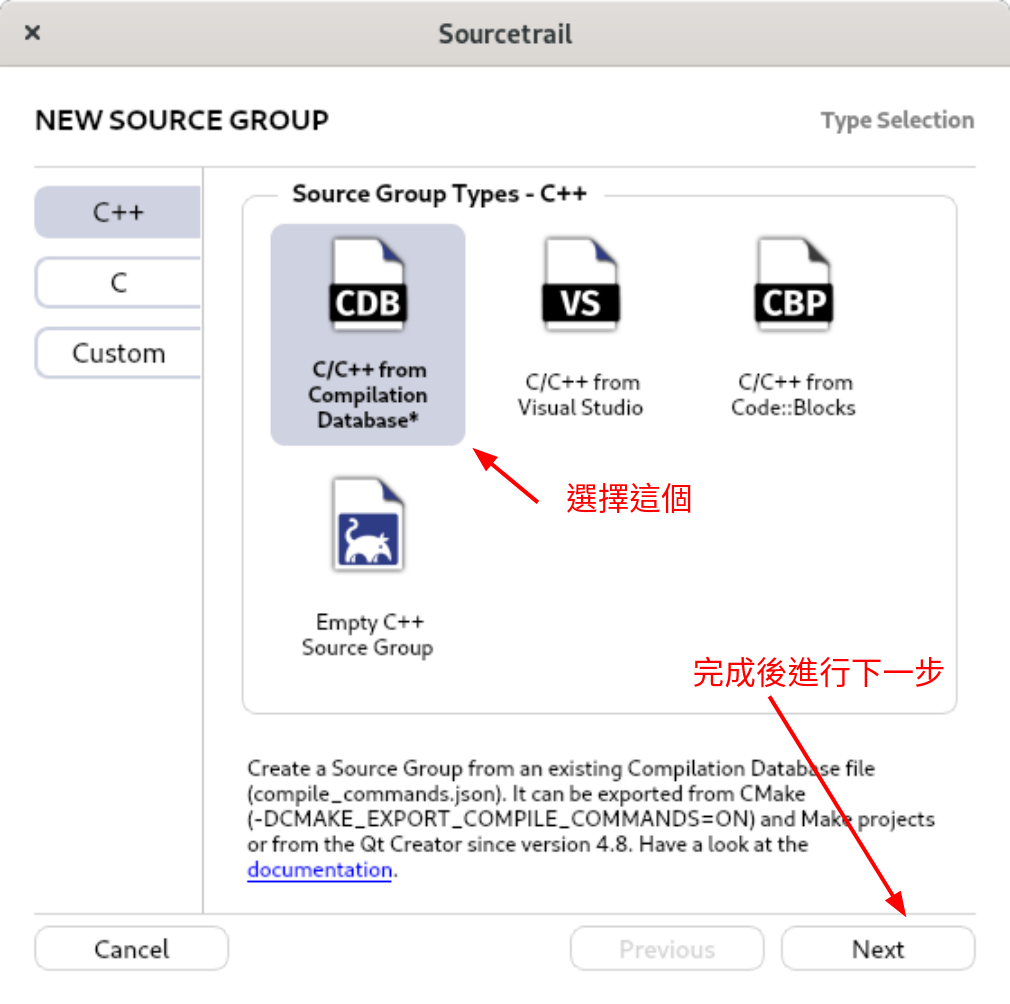 ×
Sourcetrail
NEW SOURCE GROUP
Type Selection
C++
C
Custom
Source Group Types - C++
CDB
C/C++ from
Compilation
Database*
VS
C/C++ from
Visual Studio
CBP
C/C++ from
Code::Blocks
選擇這個
Empty C++
Source Group
完成後進行下一步
Create a Source Group from an existing Compilation Database file
(compile_commands.json). It can be exported from CMake
(-DCMAKE_EXPORT_COMPILE_COMMANDS=ON) and Make projects
or from the Qt Creator since version 4.8. Have a look at the
documentation.
Cancel
Previous
Next